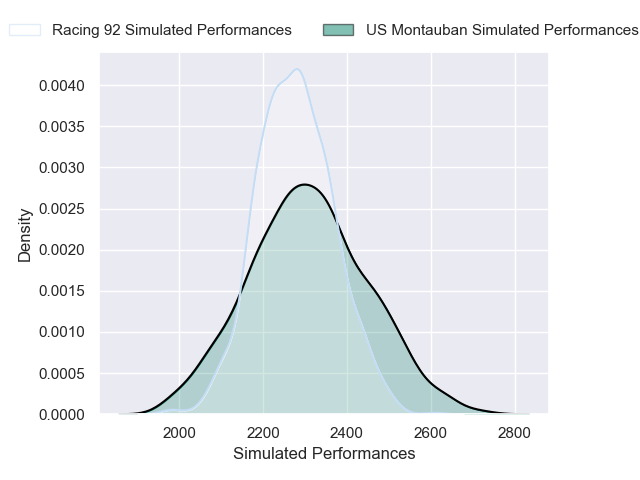 Racing 92 Simulated Performances US Montauban Simulated Performances
0.0040
0.0035
0.0030
0.0025
0.0020
0.0015
0.0010
0.0005
0.0000
Density
2000 2200 2400 2600 2800
Simulated Performances